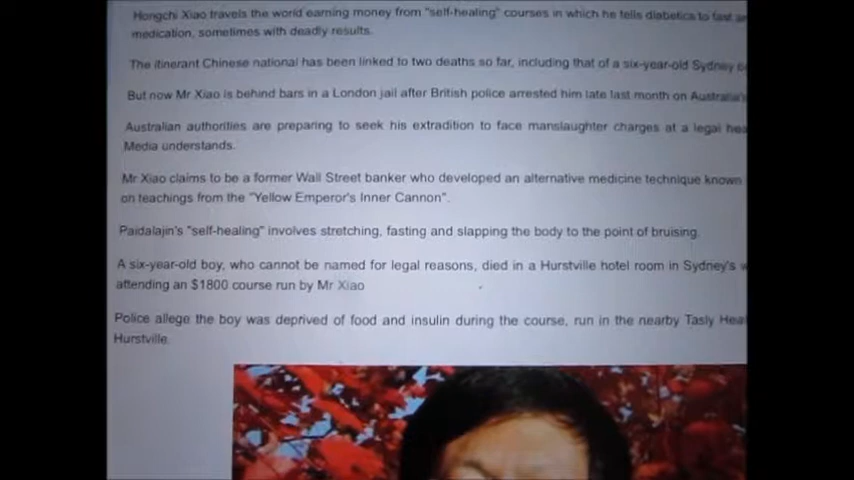 Hongchi Xiao travels the world earning money from "self-healing" courses in which he tells diabetics to fast
medication, sometimes with deadly results.
The itinerant Chinese national has been linked to two deaths so far, including that of a six-year-old Sydney
But now Mr Xiao is behind bars in a London jail after British police arrested him late last month on Australia's
Australian authorities are preparing to seek his extradition to face manslaughter charges at a legal
Media understands.
Mr Xiao claims to be a former Wall Street banker who developed an alternative medicine technique known
on teachings from the "Yellow Emperor's Inner Cannon".
Paidalajin's "self-healing" involves stretching, fasting and slapping the body to the point of bruising.
A six-year-old boy, who cannot be named for legal reasons, died in a Hurstville hotel room in Sydney's
attending an $1800 course run by Mr Xiao
Police allege the boy was deprived of food and insulin during the course, run in the nearby Tasly
Hurstville.